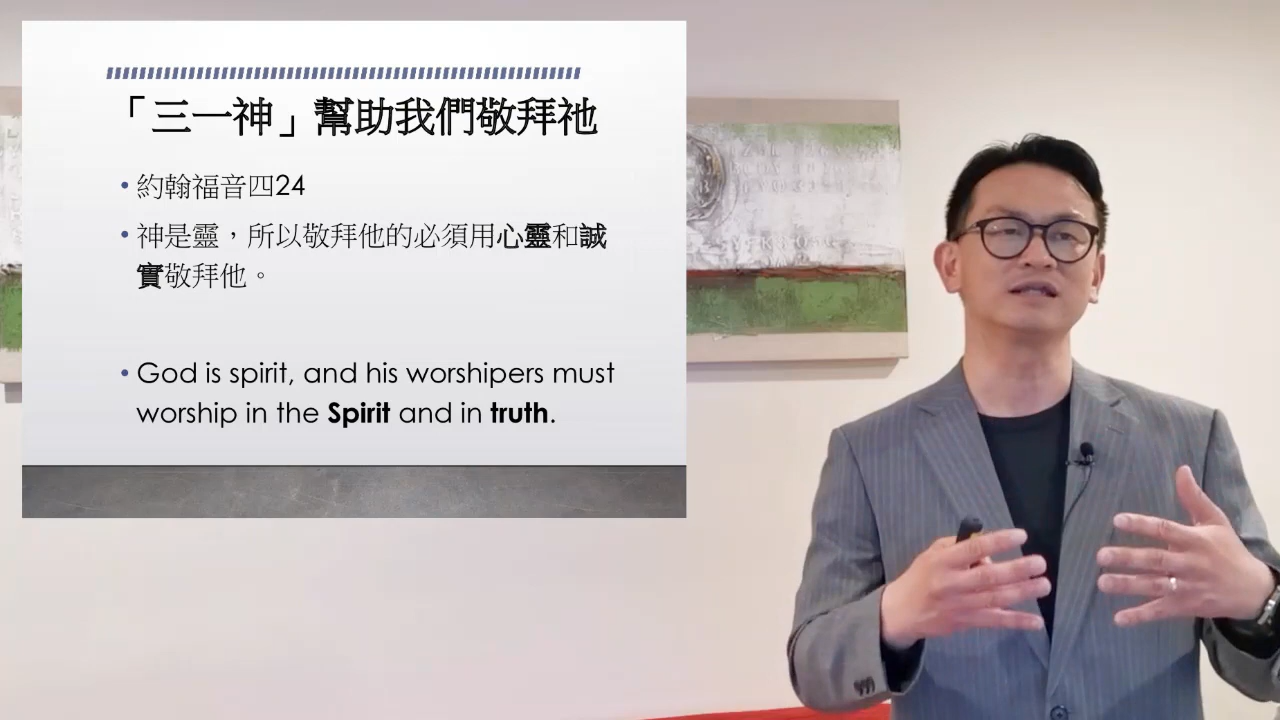 「三一神」幫助我們敬拜祂
• 約翰福音四24
• 神是靈，所以敬拜他的必須用心靈和誠
實敬拜他。
• God is spirit, and his worshipers must
worship in the Spirit and in truth.